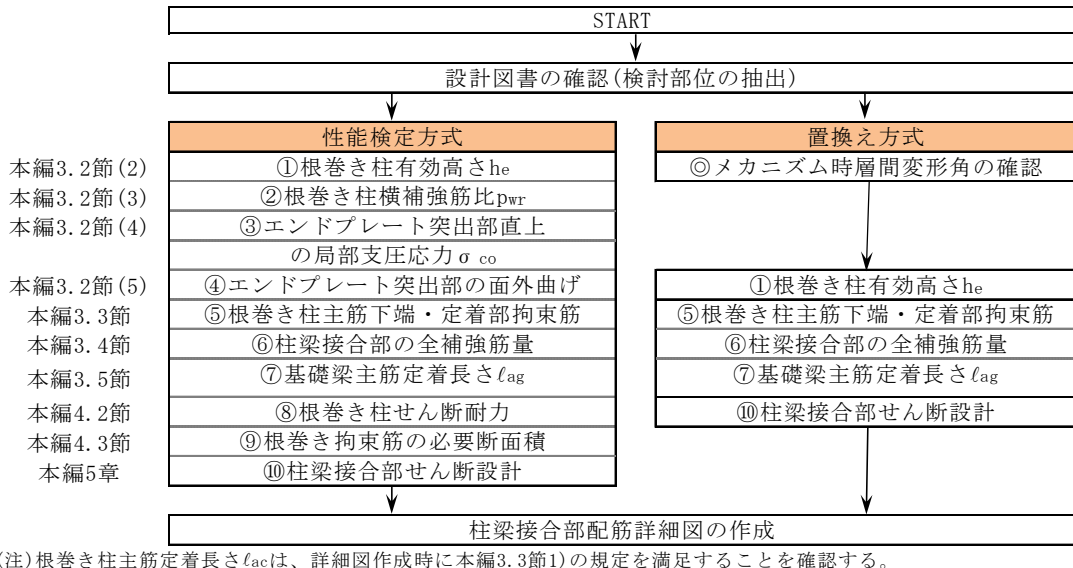 START
設計図書の確認(検討部位の抽出)
性能検定方式
置換え方式
本編3.2節(2)
①根巻き柱有効高さhe
◎メカニズム時層間変形角の確認
本編3.2節(3)
②根巻き柱横補強筋比pwr
本編3.2節(4)
③エンドプレート突出部直上
の局部支圧応力σco
本編3.2節(5)
④エンドプレート突出部の面外曲げ
①根巻き柱有効高さhe
本編3.3節
⑤根巻き柱主筋下端・定着部拘束筋
⑤根巻き柱主筋下端・定着部拘束筋
本編3.4節
⑥柱梁接合部の全補強筋量
⑥柱梁接合部の全補強筋量
本編3.5節
⑦基礎梁主筋定着長さℓag
⑦基礎梁主筋定着長さℓag
本編4.2節
⑧根巻き柱せん断耐力
⑩柱梁接合部せん断設計
本編4.3節
⑨根巻き拘束筋の必要断面積
本編5章
⑩柱梁接合部せん断設計
柱梁接合部配筋詳細図の作成
(注)根巻き柱主筋定着長さℓacは、詳細図作成時に本編3.3節1)の規定を満足することを確認する。